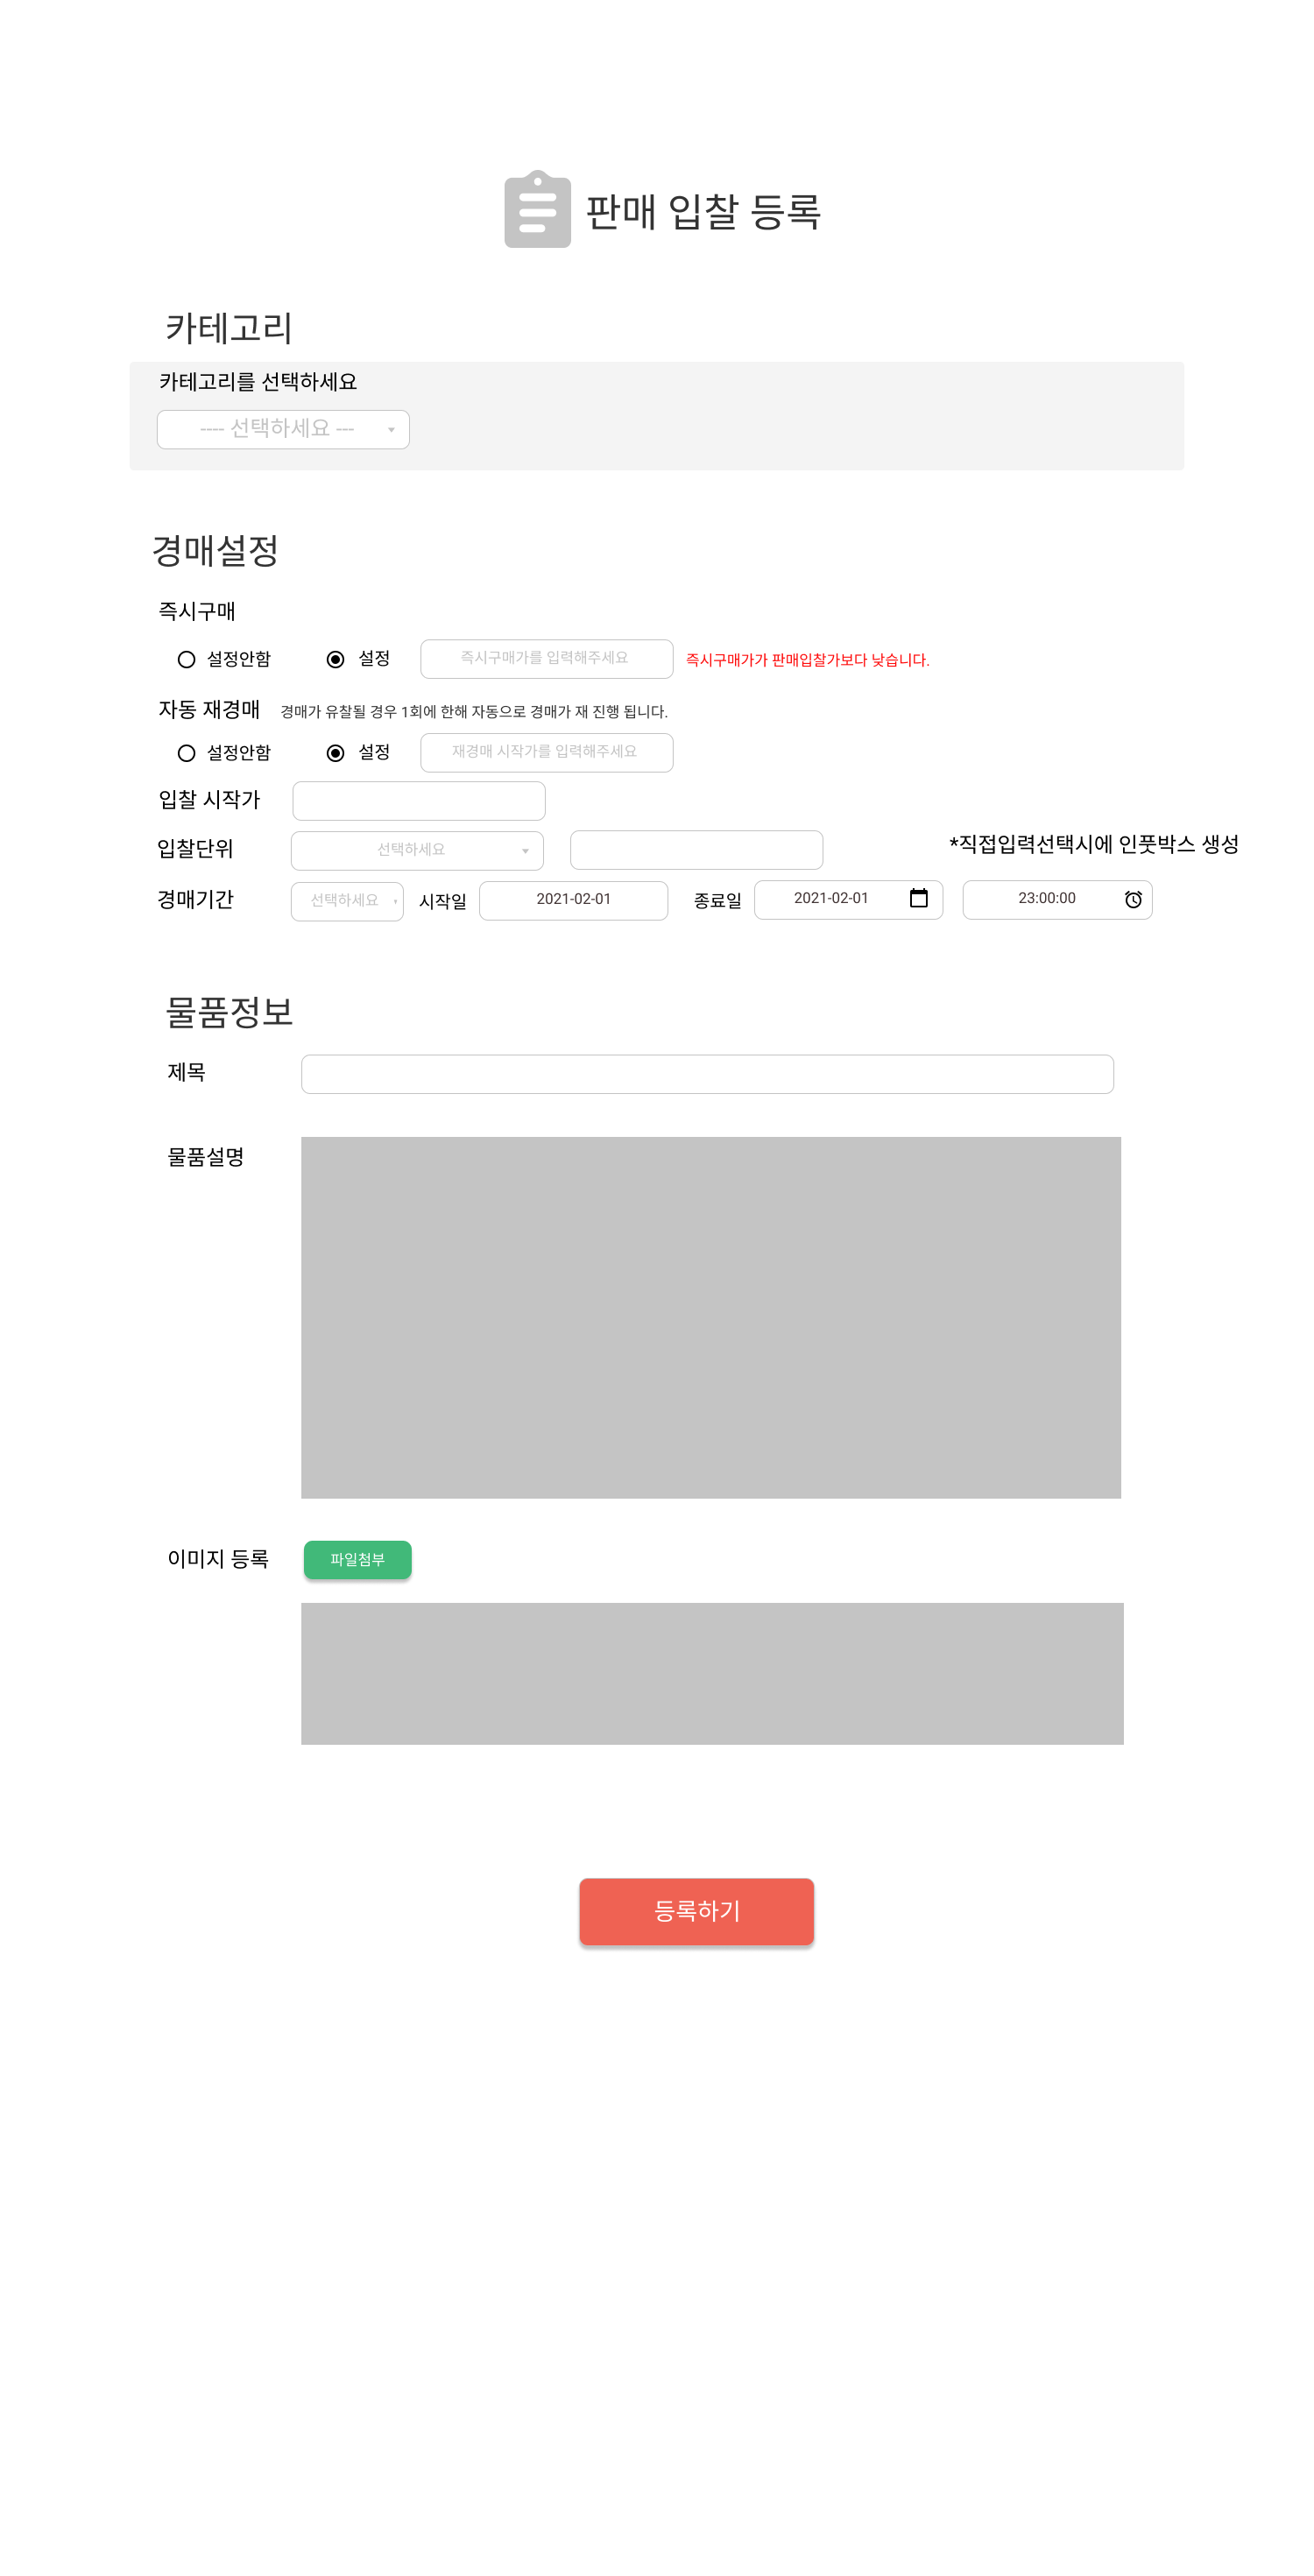 판매 입찰 등록
카테고리
카테고리를 선택하세요
---- 선택하세요 ---
경매설정
즉시구매
설정안함 설정 즉시구매가를 입력해주세요 즉시구매가가 판매입찰가보다 낮습니다.
자동 재경매 경매가 유찰될 경우 1회에 한해 자동으로 경매가 재 진행 됩니다.
설정안함 설정 재경매 시작가를 입력해주세요
입찰 시작가
입찰단위 선택하세요 *직접입력선택시에 인풋박스 생성
경매기간 선택하세요 시작일 2021-02-01 종료일 2021-02-01 23:00:00
물품정보
제목
물품설명
이미지 등록 파일첨부
등록하기